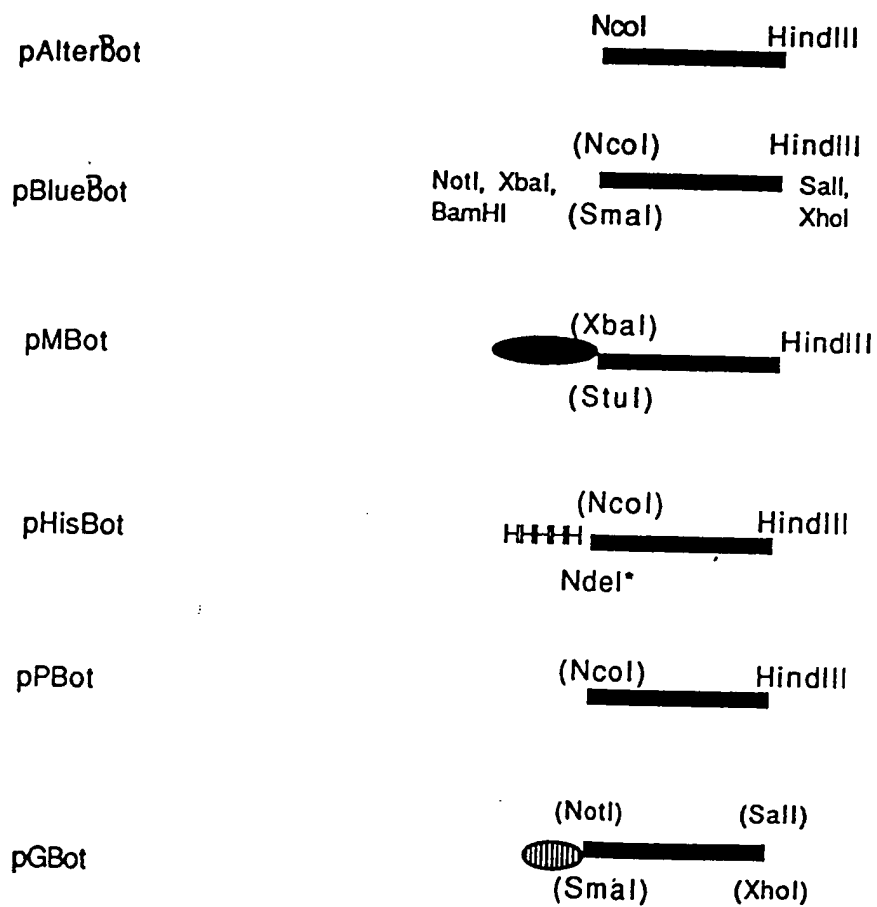 pAlterBot NcoI HindIII
(NcoI) HindIII
pBlueBot NotI, XbaI, SalI,
BamHI (SmaI) XhoI
(XbaI)
pMBot HindIII
(StuI)
(NcoI)
pHisBot HHHHH HindIII
NdeI*
pPBot (NcoI) HindIII
(NotI) (SalI)
pGBot
(SmaI) (XhoI)